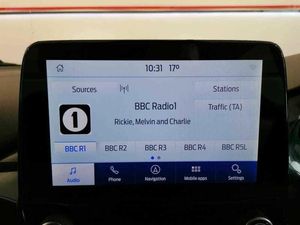 10:31 17°
Sources
Stations
BBC Radio1
Traffic (TA)
1
Rickie, Melvin and Charlie
BBC R1 BBC R2 BBC R3 BBC R4 BBC R5L
Audio Phone Navigation Mobile apps Settings